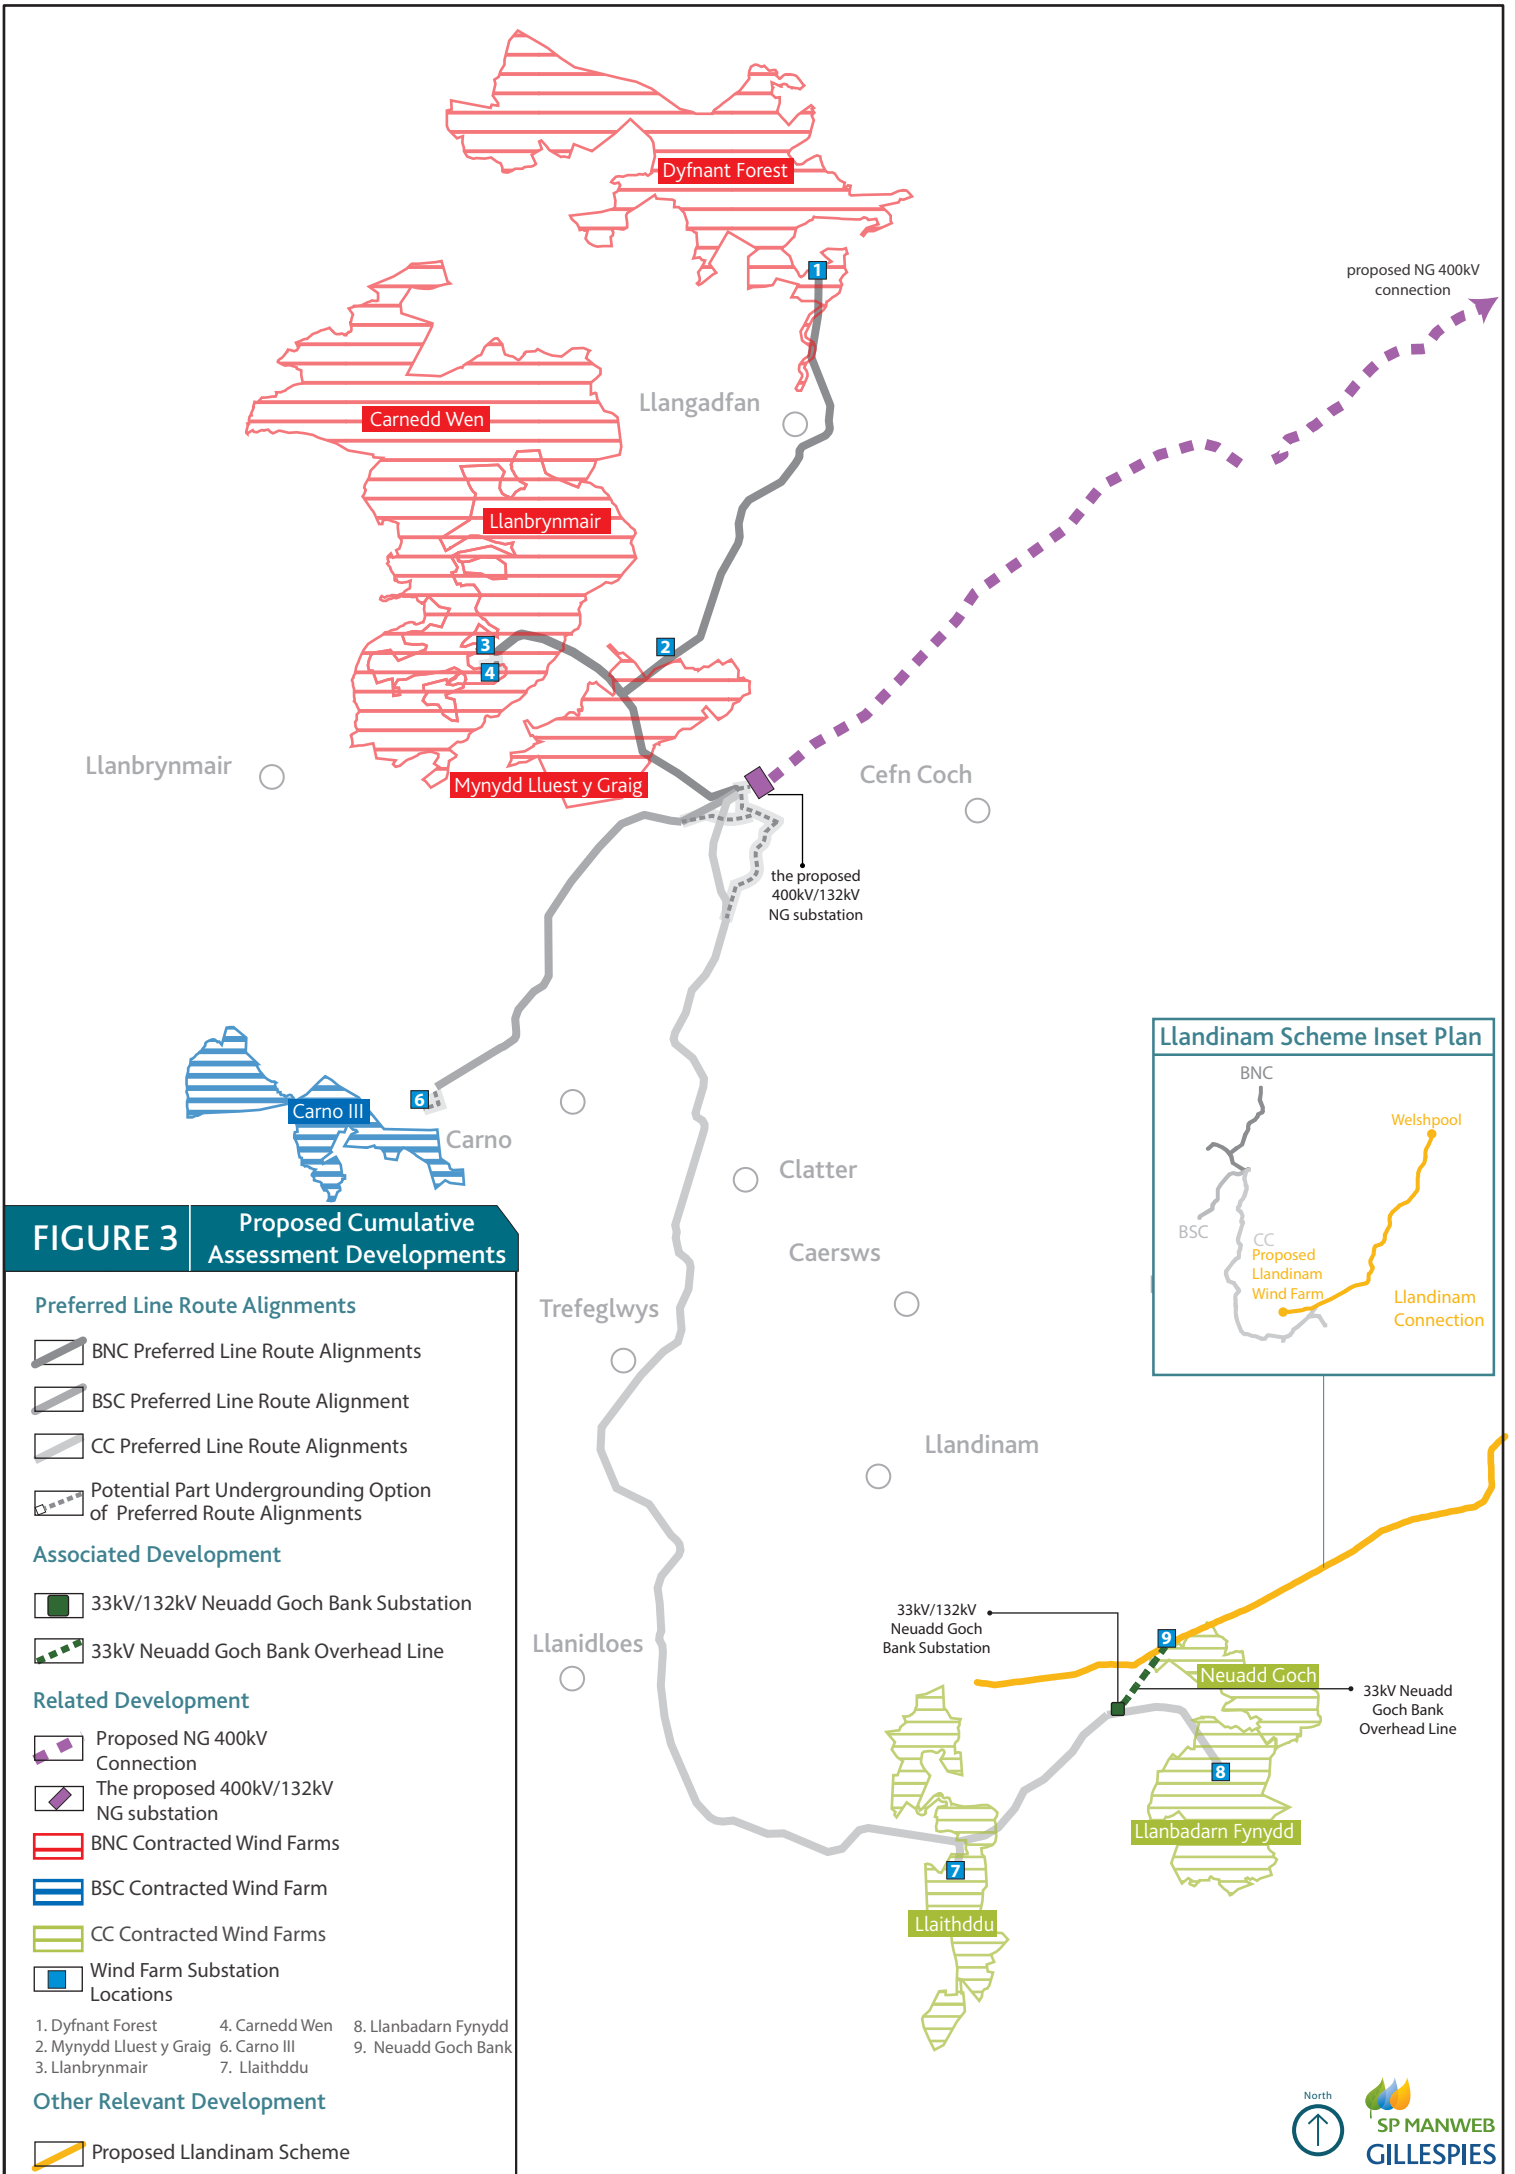 Dyfnant Forest
1
proposed NG 400kV
connection
Carnedd Wen
Llangadfan
Llanbrynmair
3
2
4
Llanbrynmair
Mynydd Lluest y Graig
Cefn Coch
the proposed
400kV/132kV
NG substation
Llandinam Scheme Inset Plan
BNC
Welshpool
BSC
CC
Proposed
Llandinam
Wind Farm
Llandinam
Connection
6
Carno III
Carno
Clatter
Caersws
Trefeglwys
Llandinam
Llanidloes
33kV/132kV
Neuadd Goch
Bank Substation
9
Neuadd Goch
33kV Neuadd
Goch Bank
Overhead Line
8
Llanbadarn Fynydd
7
Llaithddu
FIGURE 3
Proposed Cumulative
Assessment Developments
Preferred Line Route Alignments
BNC Preferred Line Route Alignments
BSC Preferred Line Route Alignment
CC Preferred Line Route Alignments
Potential Part Undergrounding Option
of Preferred Route Alignments
Associated Development
33kV/132kV Neuadd Goch Bank Substation
33kV Neuadd Goch Bank Overhead Line
Related Development
Proposed NG 400kV
Connection
The proposed 400kV/132kV
NG substation
BNC Contracted Wind Farms
BSC Contracted Wind Farm
CC Contracted Wind Farms
Wind Farm Substation
Locations
1. Dyfnant Forest
2. Mynydd Lluest y Graig
3. Llanbrynmair
4. Carnedd Wen
6. Carno III
7. Llaithddu
8. Llanbadarn Fynydd
9. Neuadd Goch Bank
Other Relevant Development
Proposed Llandinam Scheme
North
SP MANWEB
GILLESPIES